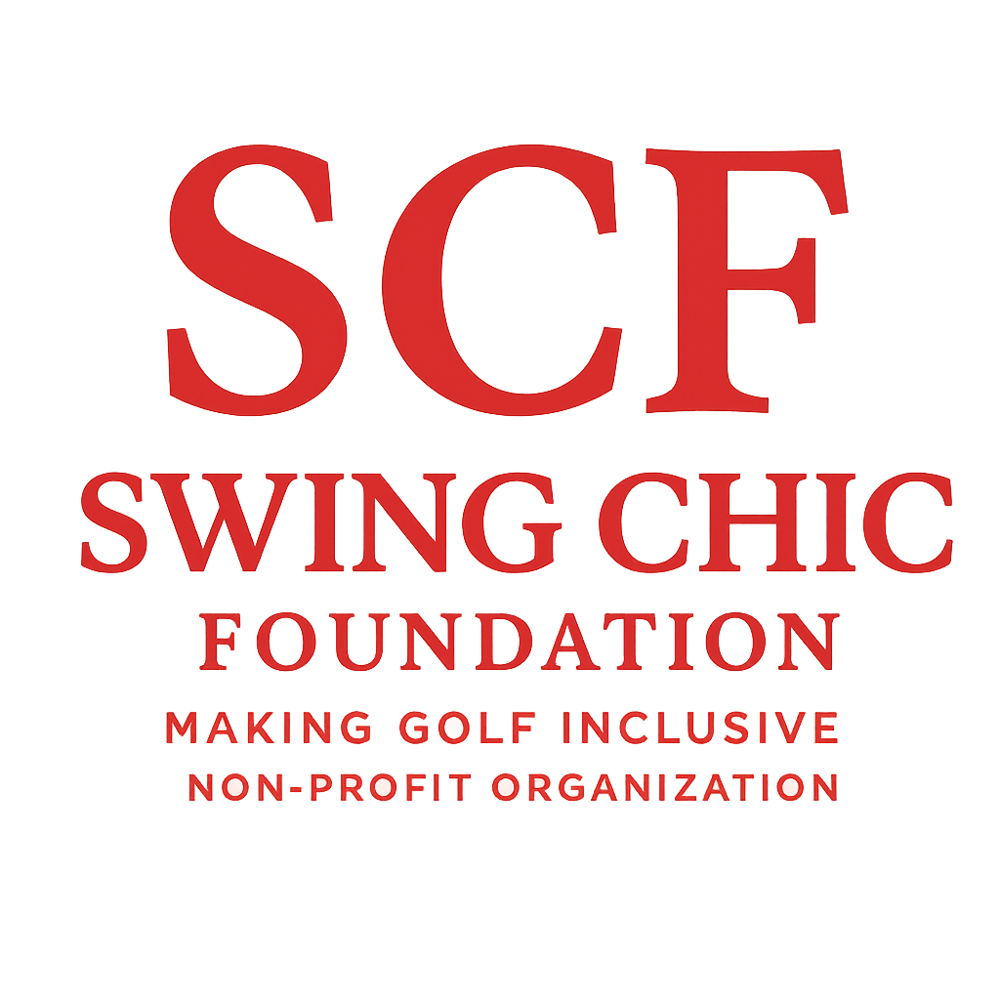 SCF
SWING CHIC
FOUNDATION
MAKING GOLF INCLUSIVE
NON-PROFIT ORGANIZATION